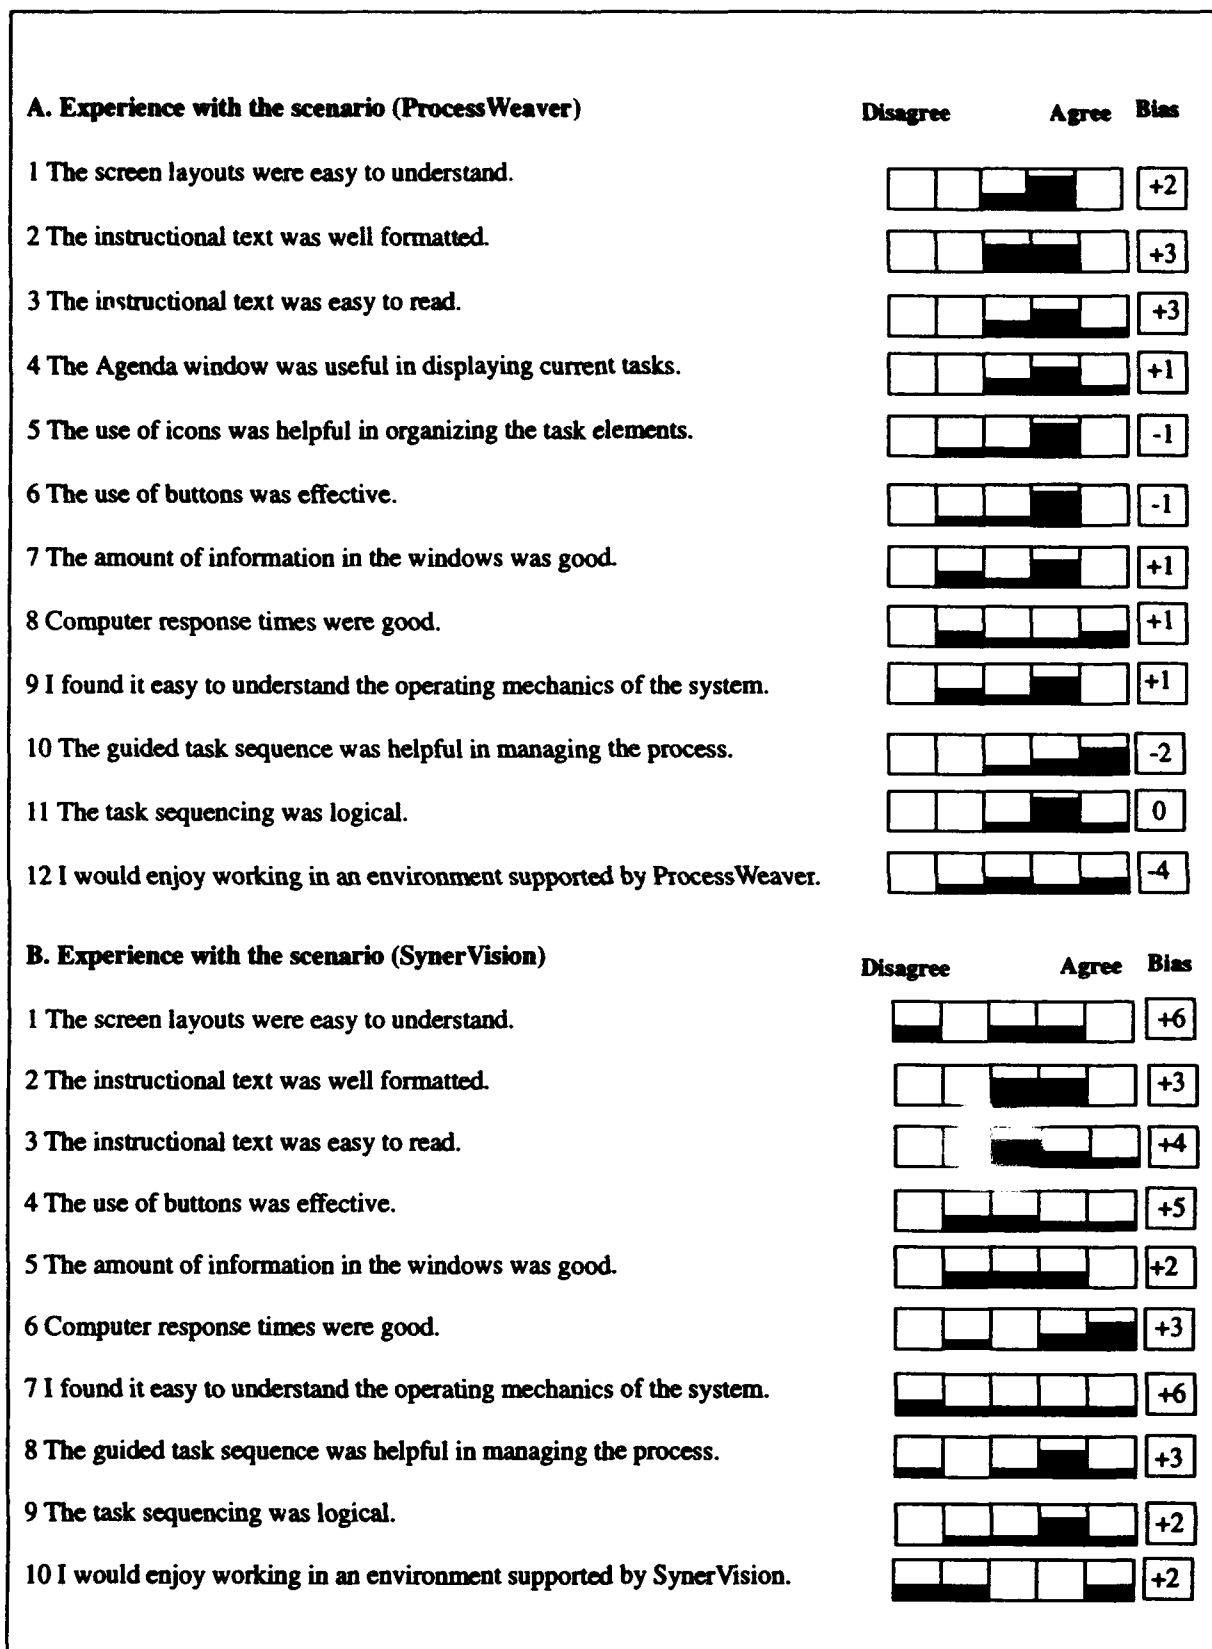 A. Experience with the scenario (ProcessWeaver) Disagree Agree Bias
1 The screen layouts were easy to understand. +2
2 The instructional text was well formatted. +3
3 The instructional text was easy to read. +3
4 The Agenda window was useful in displaying current tasks. +1
5 The use of icons was helpful in organizing the task elements. -1
6 The use of buttons was effective. -1
7 The amount of information in the windows was good. +1
8 Computer response times were good. +1
9 I found it easy to understand the operating mechanics of the system. +1
10 The guided task sequence was helpful in managing the process. -2
11 The task sequencing was logical. 0
12 I would enjoy working in an environment supported by ProcessWeaver. -4
B. Experience with the scenario (SynerVision) Disagree Agree Bias
1 The screen layouts were easy to understand. +6
2 The instructional text was well formatted. +3
3 The instructional text was easy to read. +4
4 The use of buttons was effective. +5
5 The amount of information in the windows was good. +2
6 Computer response times were good. +3
7 I found it easy to understand the operating mechanics of the system. +6
8 The guided task sequence was helpful in managing the process. +3
9 The task sequencing was logical. +2
10 I would enjoy working in an environment supported by SynerVision. +2